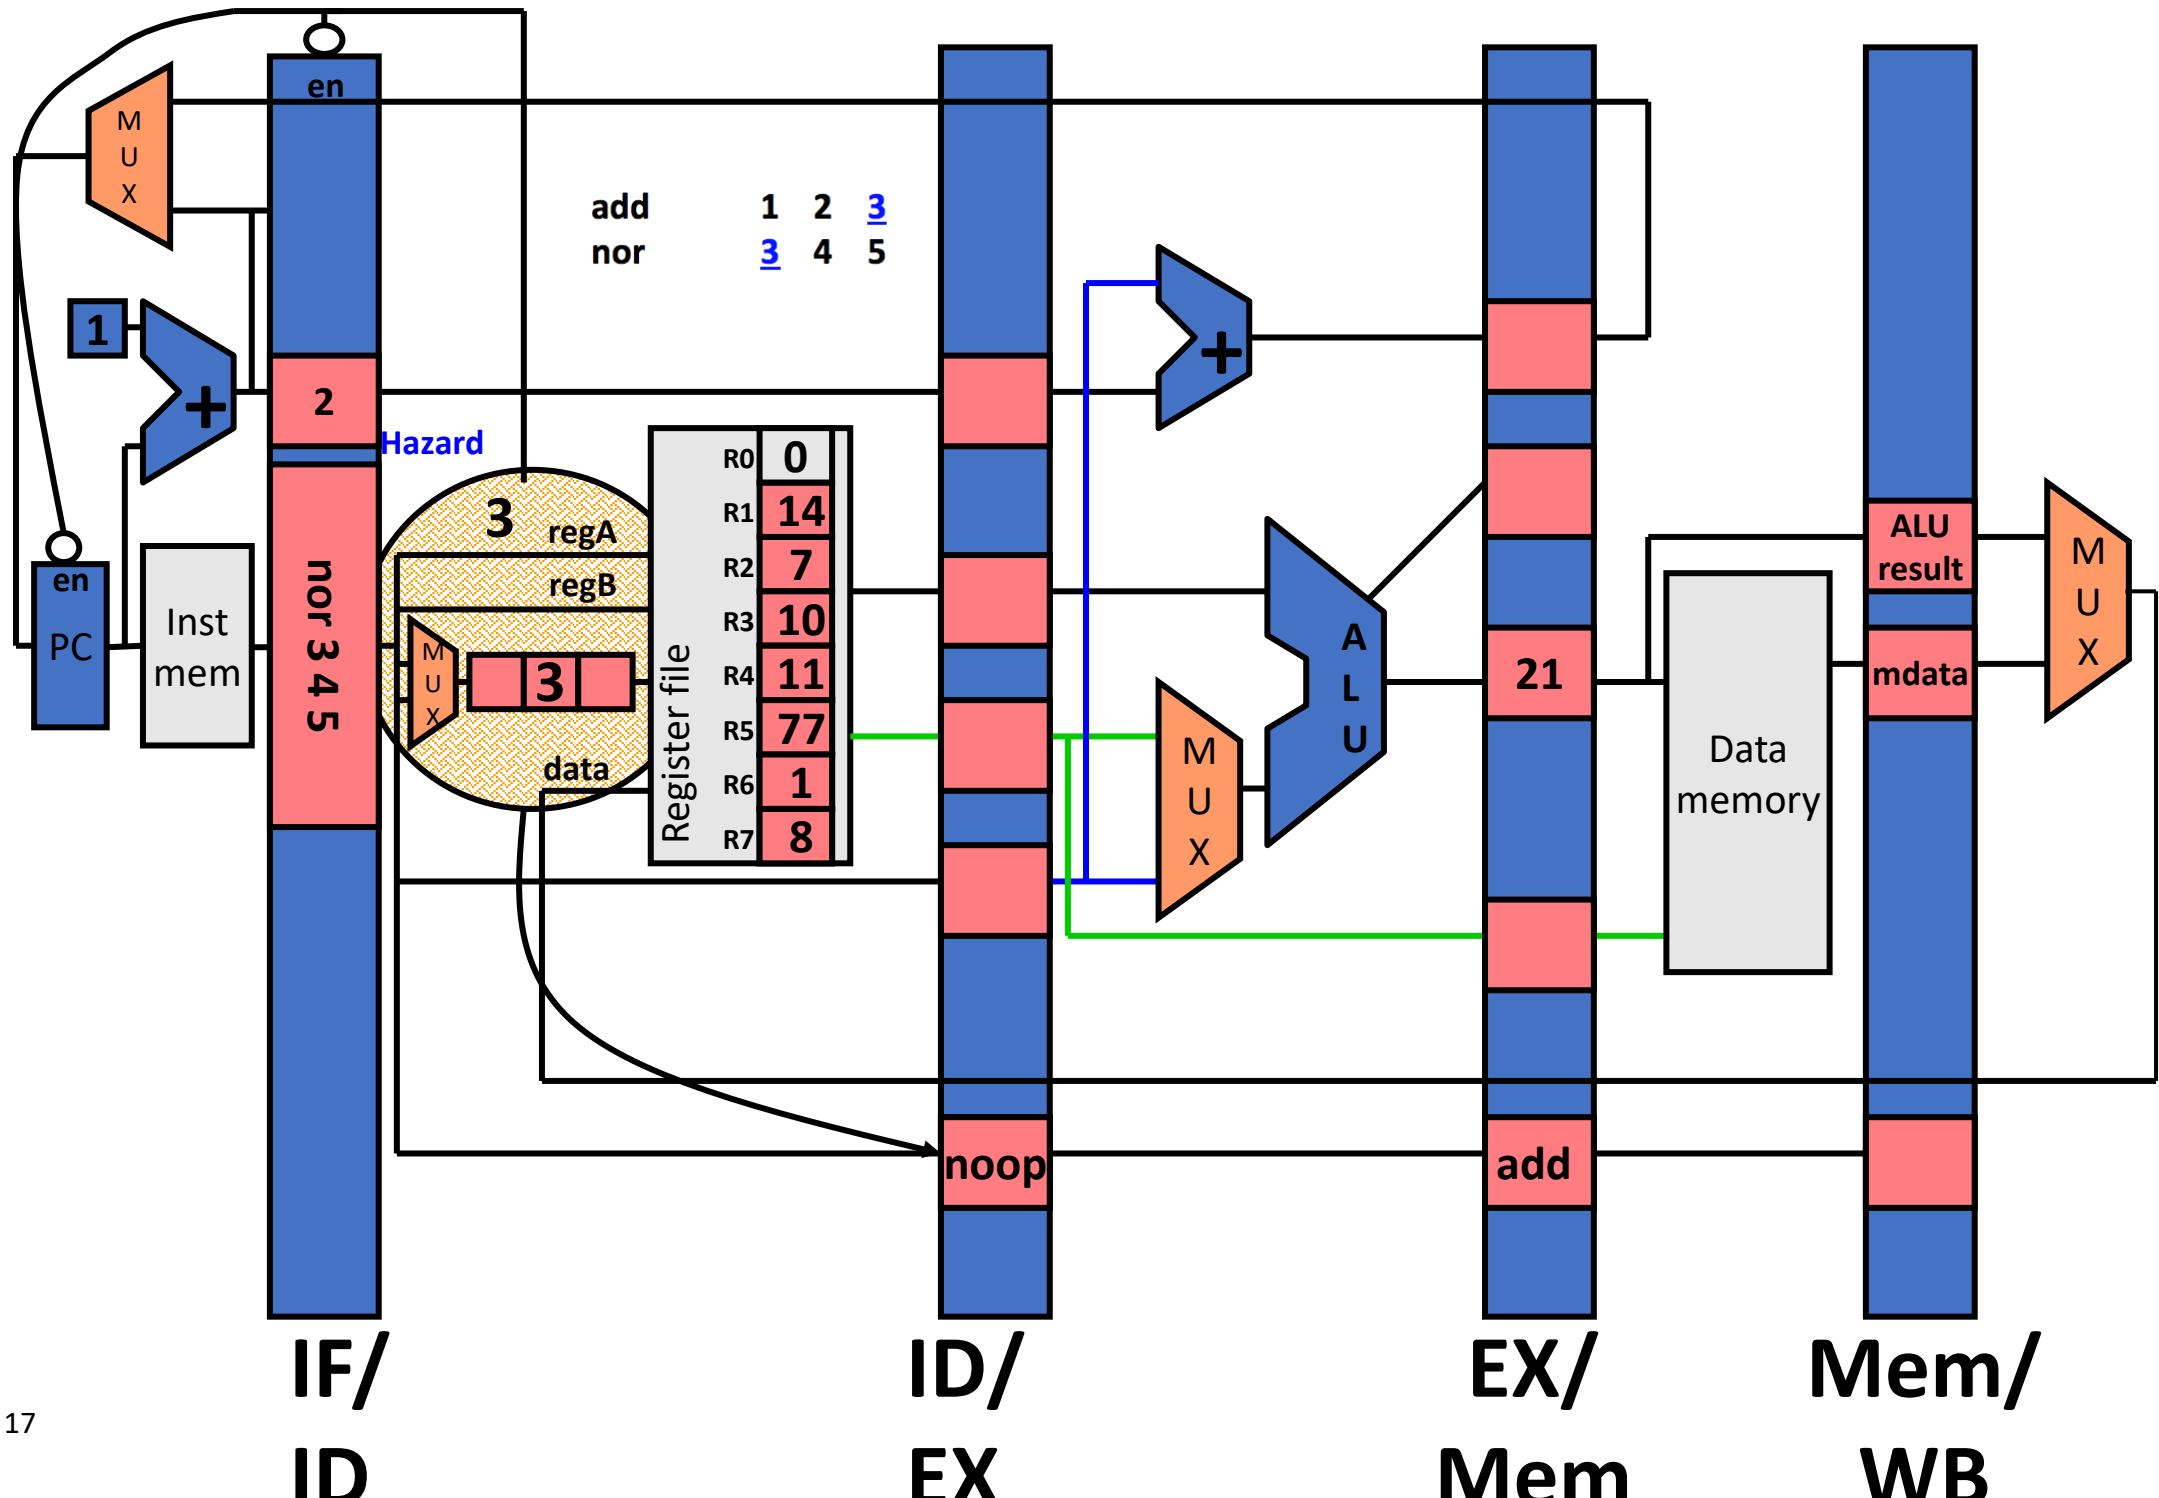 en
M
U
X
add 1 2 3
nor 3 4 5
1
+
+
2
Hazard
3
regA
regB
M
U
X
3
data
en
PC
Inst
mem
nor 3 4 5
Register file
R0 0
R1 14
R2 7
R3 10
R4 11
R5 77
R6 1
R7 8
M
U
X
A
L
U
21
Data
memory
ALU
result
mdata
M
U
X
noop
add
IF/
ID
ID/
EX
EX/
Mem
Mem/
WB
17